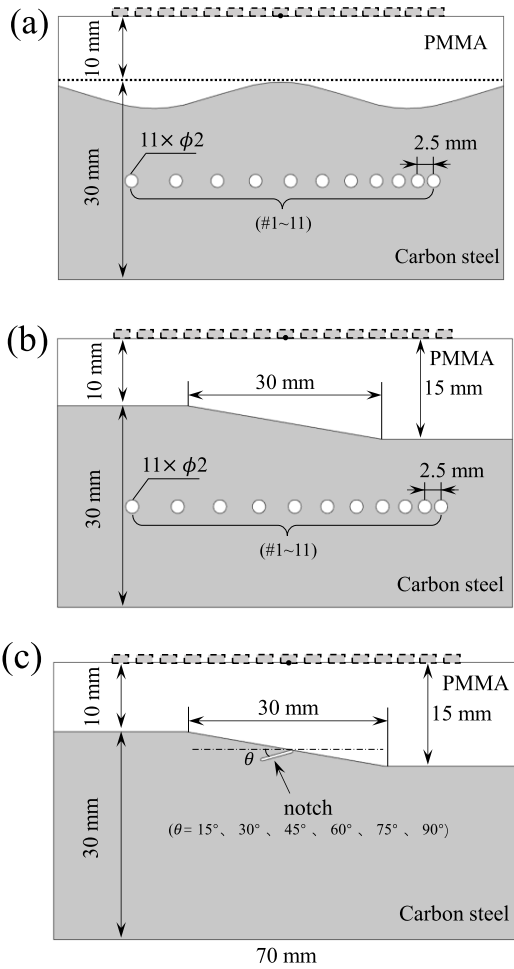 (a)
10 mm
PMMA
30 mm
11× ϕ2
2.5 mm
(#1~11)
Carbon steel
(b)
10 mm
30 mm
PMMA
15 mm
30 mm
11× ϕ2
2.5 mm
(#1~11)
Carbon steel
(c)
10 mm
30 mm
PMMA
15 mm
θ
notch
(θ = 15° 、 30° 、 45° 、 60° 、 75° 、 90°)
30 mm
Carbon steel
70 mm